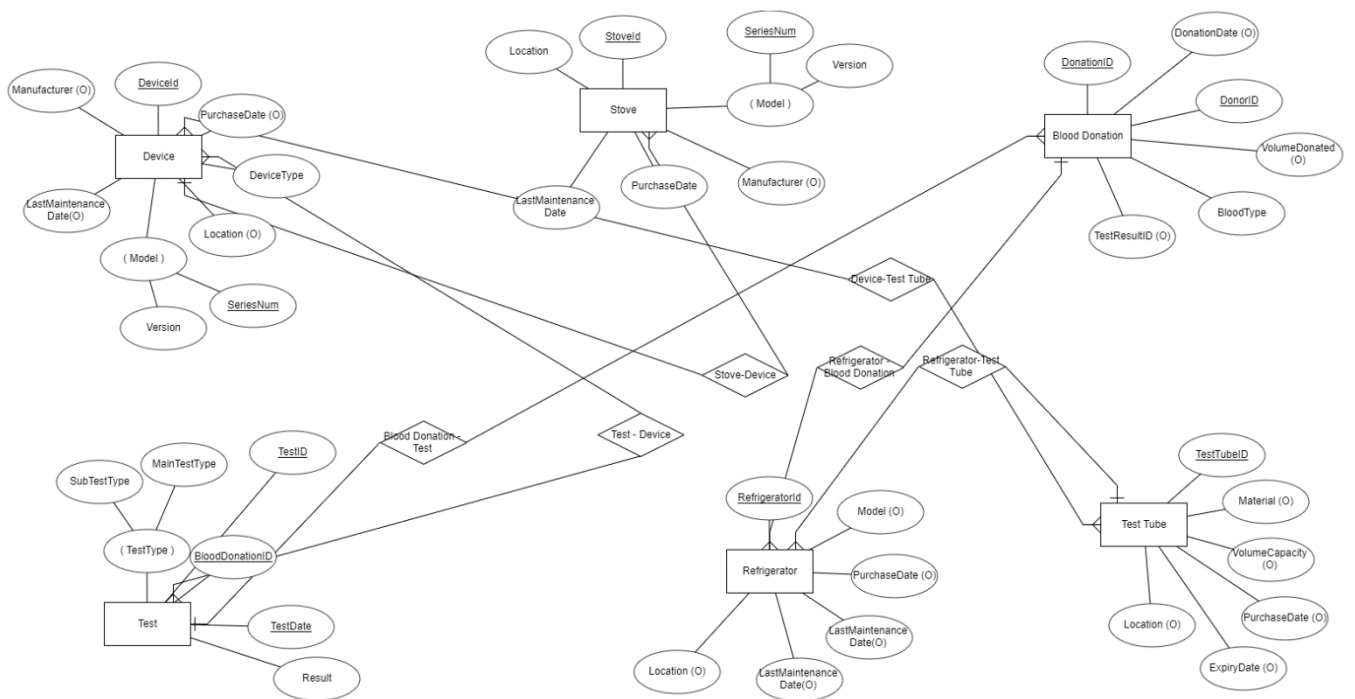 DonationDate (O)
SeriesNum
StoveId
Location
DonationID
Version
DeviceId
Manufacturer (O)
Stove
( Model )
DonorID
PurchaseDate (O)
Blood Donation
Device
VolumeDonated
(O)
DeviceType
PurchaseDate
Manufacturer (O)
LastMaintenance
Date(O)
LastMaintenance
Date
BloodType
Location (O)
TestResultID (O)
( Model )
Device-Test Tube
SeriesNum
Version
Refrigerator -
Blood Donation
Refrigerator-Test
Tube
Stove-Device
Blood Donation -
Test
Test - Device
TestID
TestTubeID
MainTestType
SubTestType
RefrigeratorId
Model (O)
Material (O)
Test Tube
( TestType )
BloodDonationID
VolumeCapacity
(O)
Refrigerator
PurchaseDate (O)
PurchaseDate (O)
Test
TestDate
Location (O)
LastMaintenance
Date(O)
Location (O)
LastMaintenance
Date(O)
ExpiryDate (O)
Result